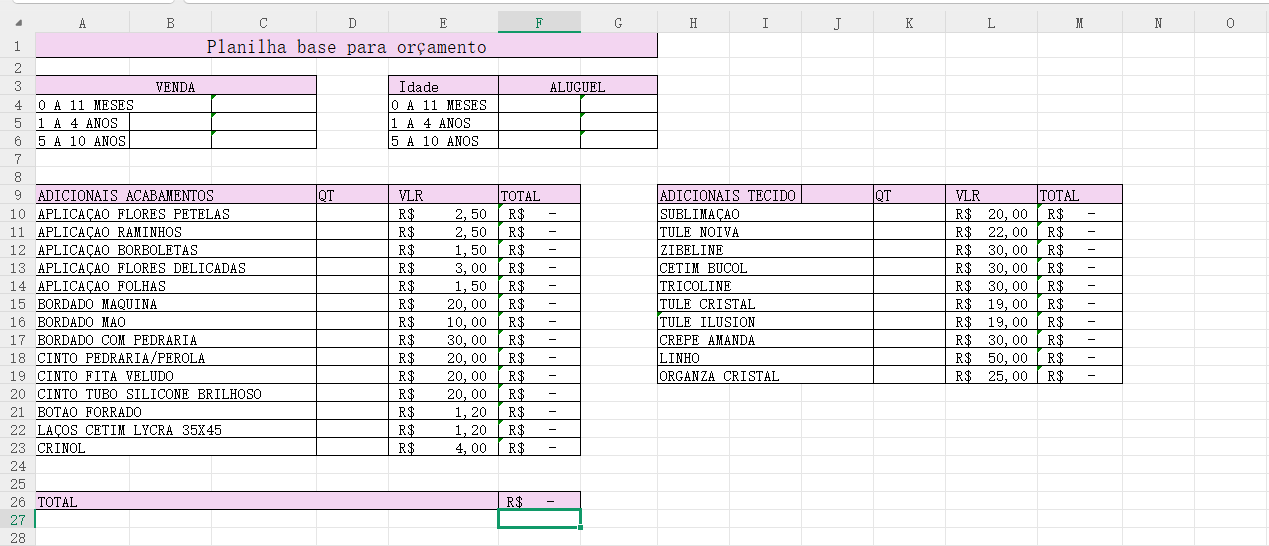 A B C D E F G H I J K L M N O
1 Planilha base para orçamento
2
3 VENDA Idade ALUGUEL
4 0 A 11 MESES 0 A 11 MESES
5 1 A 4 ANOS 1 A 4 ANOS
6 5 A 10 ANOS 5 A 10 ANOS
7
8
9 ADICIONAIS ACABAMENTOS QT VLR TOTAL ADICIONAIS TECIDO QT VLR TOTAL
10 APLICAÇAO FLORES PETELAS R$ 2,50 R$ - SUBLIMAÇAO R$ 20,00 R$ -
11 APLICAÇAO RAMINHOS R$ 2,50 R$ - TULE NOIVA R$ 22,00 R$ -
12 APLICAÇAO BORBOLETAS R$ 1,50 R$ - ZIBELINE R$ 30,00 R$ -
13 APLICAÇAO FLORES DELICADAS R$ 3,00 R$ - CETIM BUCOL R$ 30,00 R$ -
14 APLICAÇAO FOLHAS R$ 1,50 R$ - TRICOLINE R$ 30,00 R$ -
15 BORDADO MAQUINA R$ 20,00 R$ - TULE CRISTAL R$ 19,00 R$ -
16 BORDADO MAO R$ 10,00 R$ - TULE ILUSION R$ 19,00 R$ -
17 BORDADO COM PEDRARIA R$ 30,00 R$ - CREPE AMANDA R$ 30,00 R$ -
18 CINTO PEDRARIA/PEROLA R$ 20,00 R$ - LINHO R$ 50,00 R$ -
19 CINTO FITA VELUDO R$ 20,00 R$ - ORGANZA CRISTAL R$ 25,00 R$ -
20 CINTO TUBO SILICONE BRILHOSO R$ 20,00 R$ -
21 BOTAO FORRADO R$ 1,20 R$ -
22 LAÇOS CETIM LYCRA 35X45 R$ 1,20 R$ -
23 CRINOL R$ 4,00 R$ -
24
25
26 TOTAL R$ -
27
28